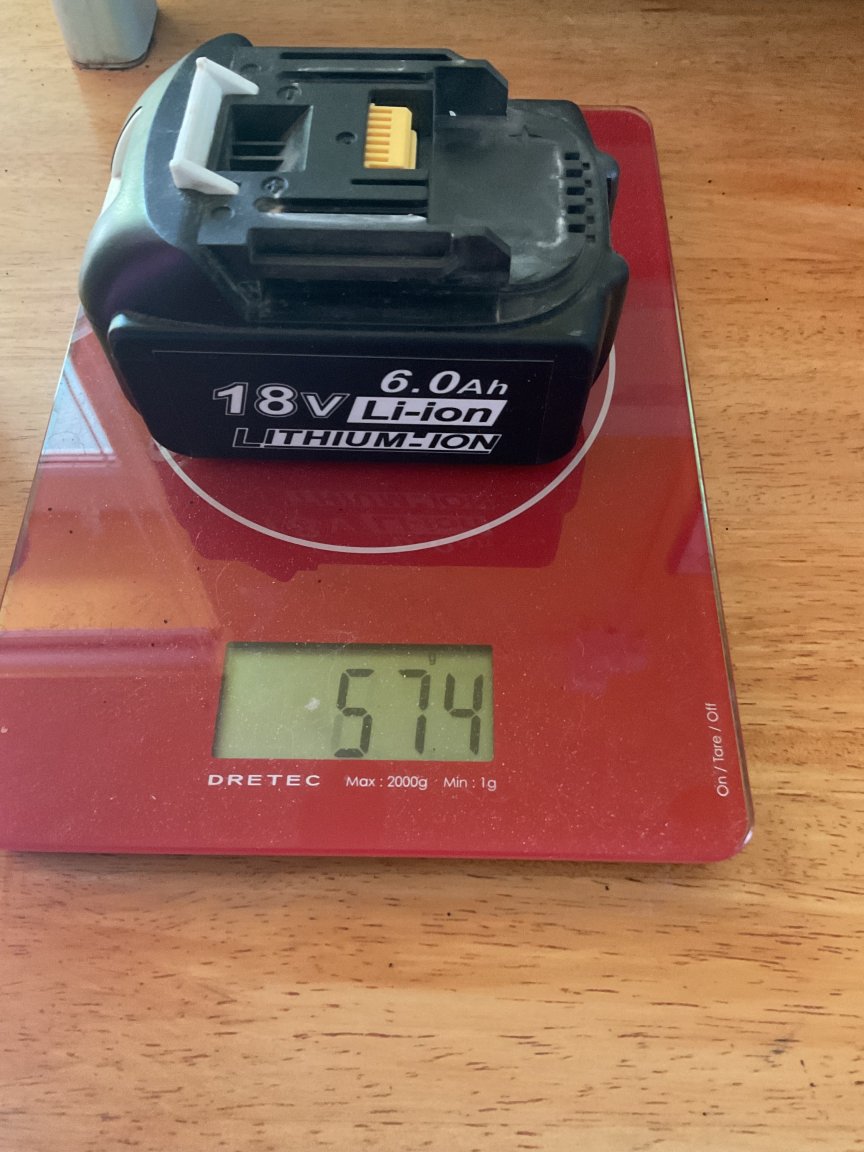 6.0Ah
18V Li-ion
LITHIUM-ION
g
574
DRETEC Max : 2000g Min : 1g
On / Tare / Off